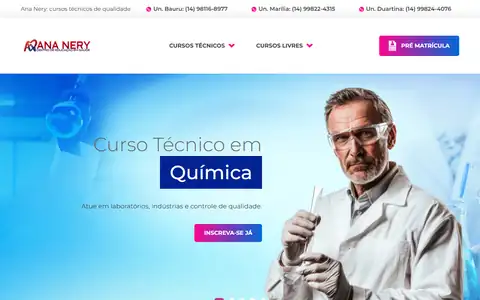 Ana Nery: cursos técnicos de qualidade
Un. Bauru: (14) 98116-8977
Un. Marília: (14) 99822-4315
Un. Duartina: (14) 99824-4076
ANA NERY
CURSOS TÉCNICOS
CURSOS LIVRES
PRÉ MATRÍCULA
Curso Técnico em
Química
Atue em laboratórios, indústrias e controle de qualidade.
INSCREVA-SE JÁ